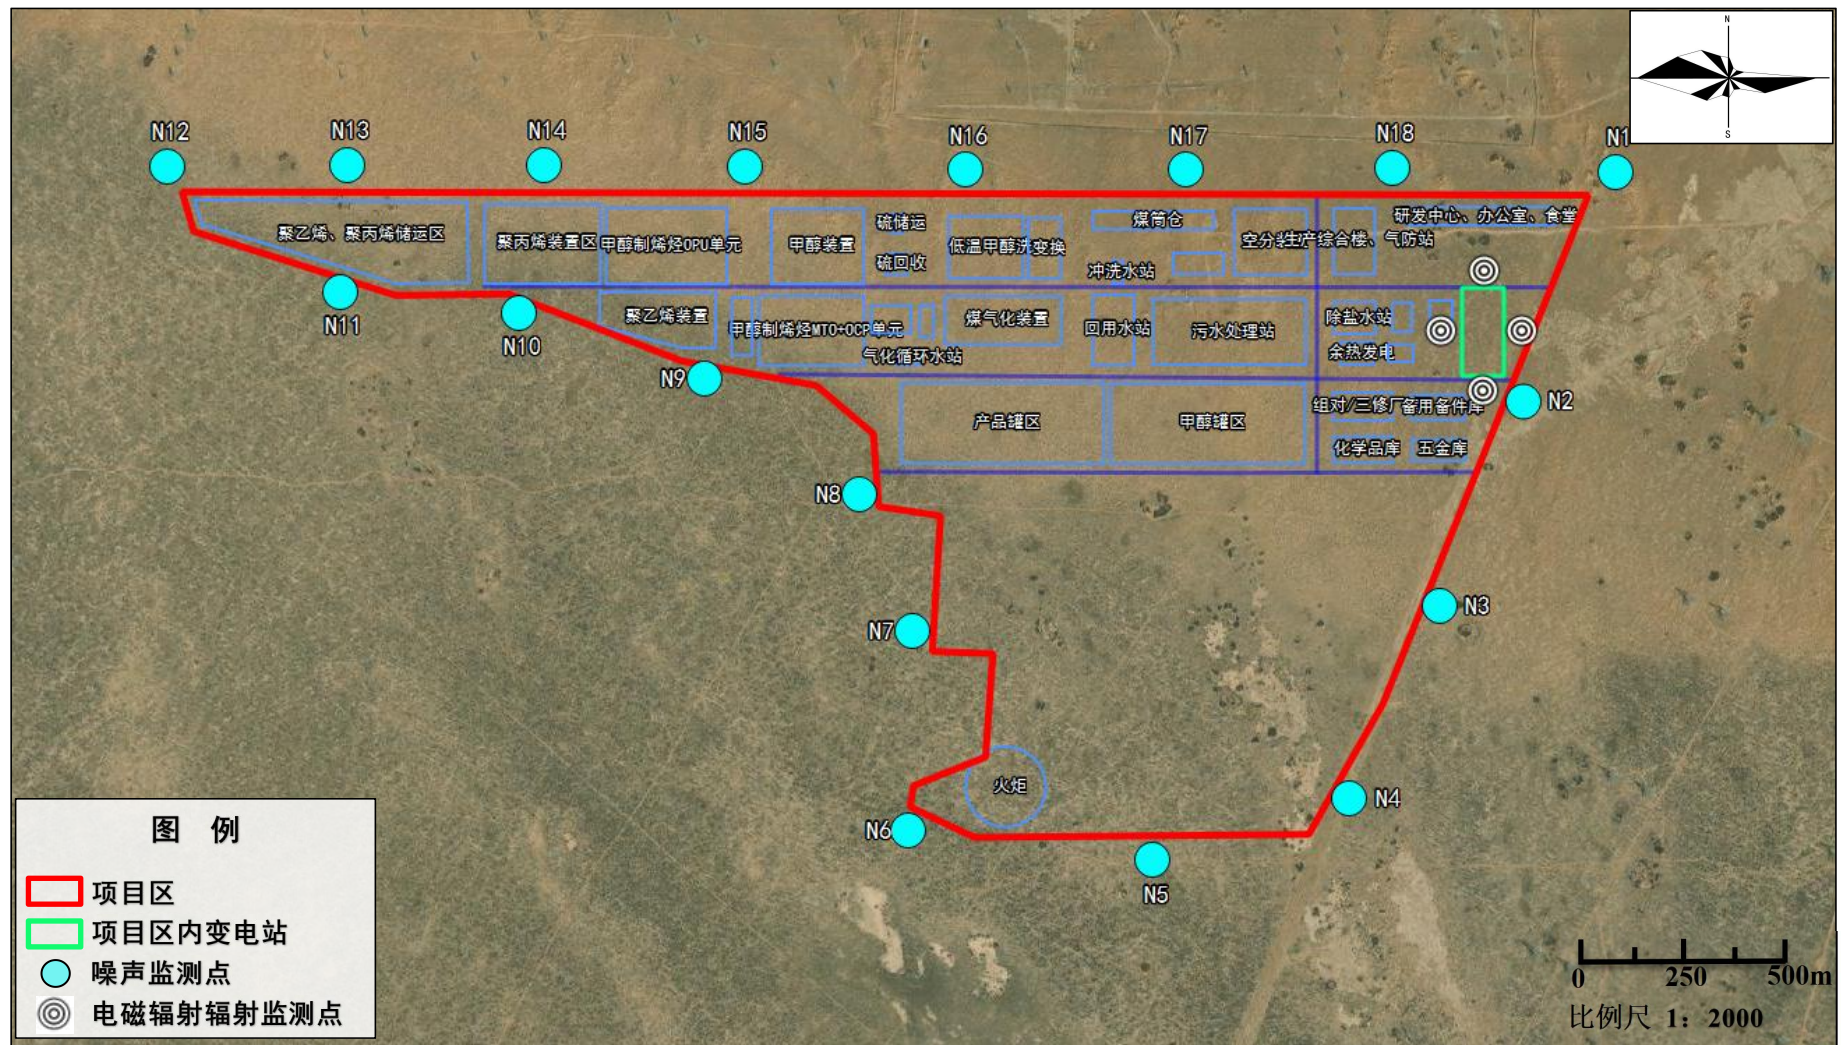 N
S
N12
N13
N14
N15
N16
N17
N18
N1
聚乙烯、聚丙烯储运区
聚丙烯装置区
甲醇制烯烃OPU单元
甲醇装置
硫储运
硫回收
低温甲醇洗
变换
煤筒仓
冲洗水站
空分装
生产综合楼、气防站
研发中心、办公室、食堂
N11
N10
N9
聚乙烯装置
甲醇制烯烃MTO+OCP单元
气化循环水站
煤气化装置
回用水站
污水处理站
除盐水站
余热发电
N2
产品罐区
甲醇罐区
组对/三修厂
备用备件库
化学品库
五金库
N8
N7
N3
火炬
N6
N4
N5
图 例
项目区
项目区内变电站
噪声监测点
电磁辐射辐射监测点
0 250 500m
比例尺 1：2000